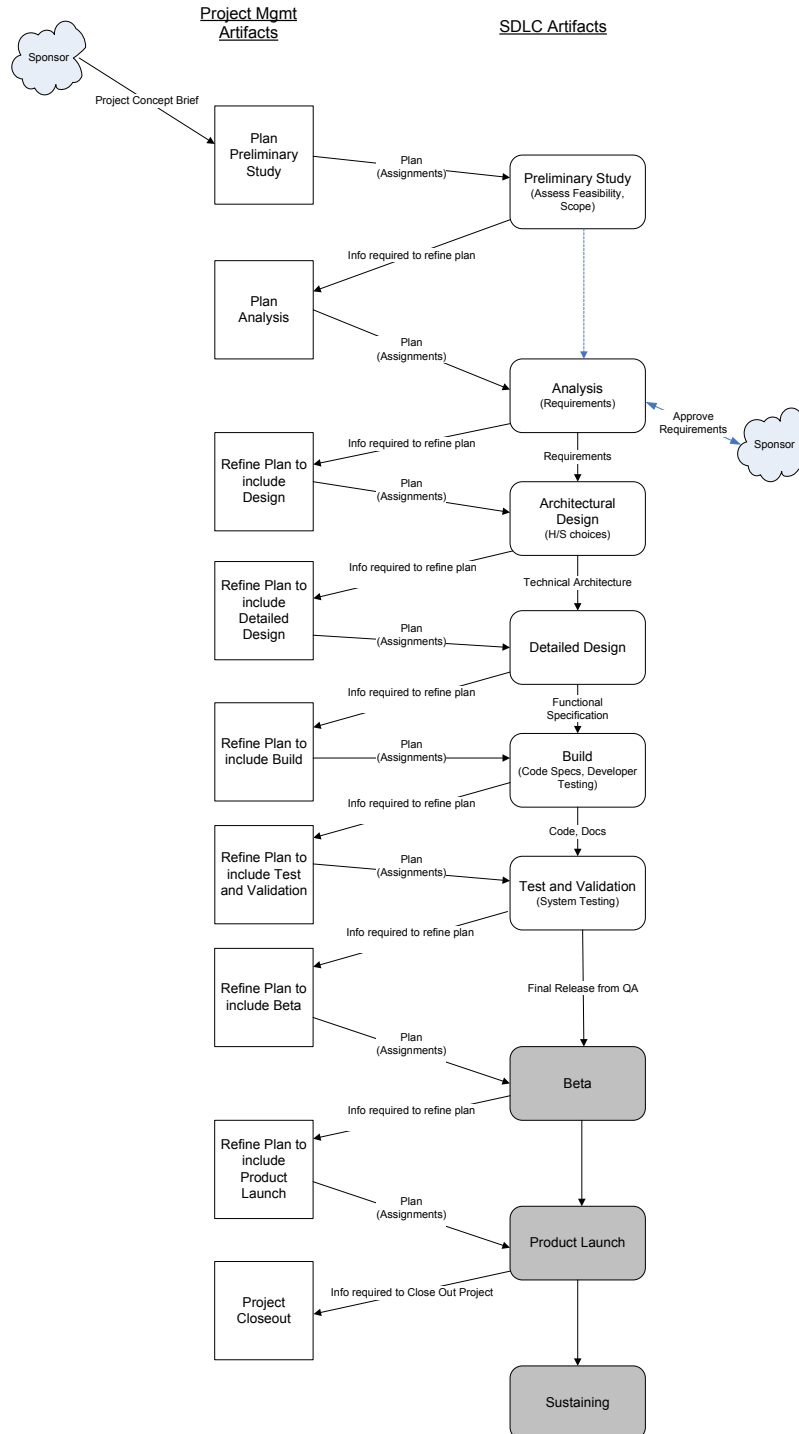 Project Mgmt
Artifacts
SDLC Artifacts
Sponsor
Project Concept Brief
Plan
Preliminary
Study
Plan
(Assignments)
Preliminary Study
(Assess Feasibility,
Scope)
Info required to refine plan
Plan
Analysis
Plan
(Assignments)
Analysis
(Requirements)
Approve
Requirements
Sponsor
Info required to refine plan
Requirements
Refine Plan to
include
Design
Plan
(Assignments)
Architectural
Design
(H/S choices)
Info required to refine plan
Technical Architecture
Refine Plan to
include
Detailed
Design
Plan
(Assignments)
Detailed Design
Info required to refine plan
Functional
Specification
Refine Plan to
include Build
Plan
(Assignments)
Build
(Code Specs, Developer
Testing)
Info required to refine plan
Code, Docs
Refine Plan to
include Test
and Validation
Plan
(Assignments)
Test and Validation
(System Testing)
Info required to refine plan
Final Release from QA
Refine Plan to
include Beta
Plan
(Assignments)
Beta
Info required to refine plan
Refine Plan to
include
Product
Launch
Plan
(Assignments)
Product Launch
Info required to Close Out Project
Project
Closeout
Sustaining